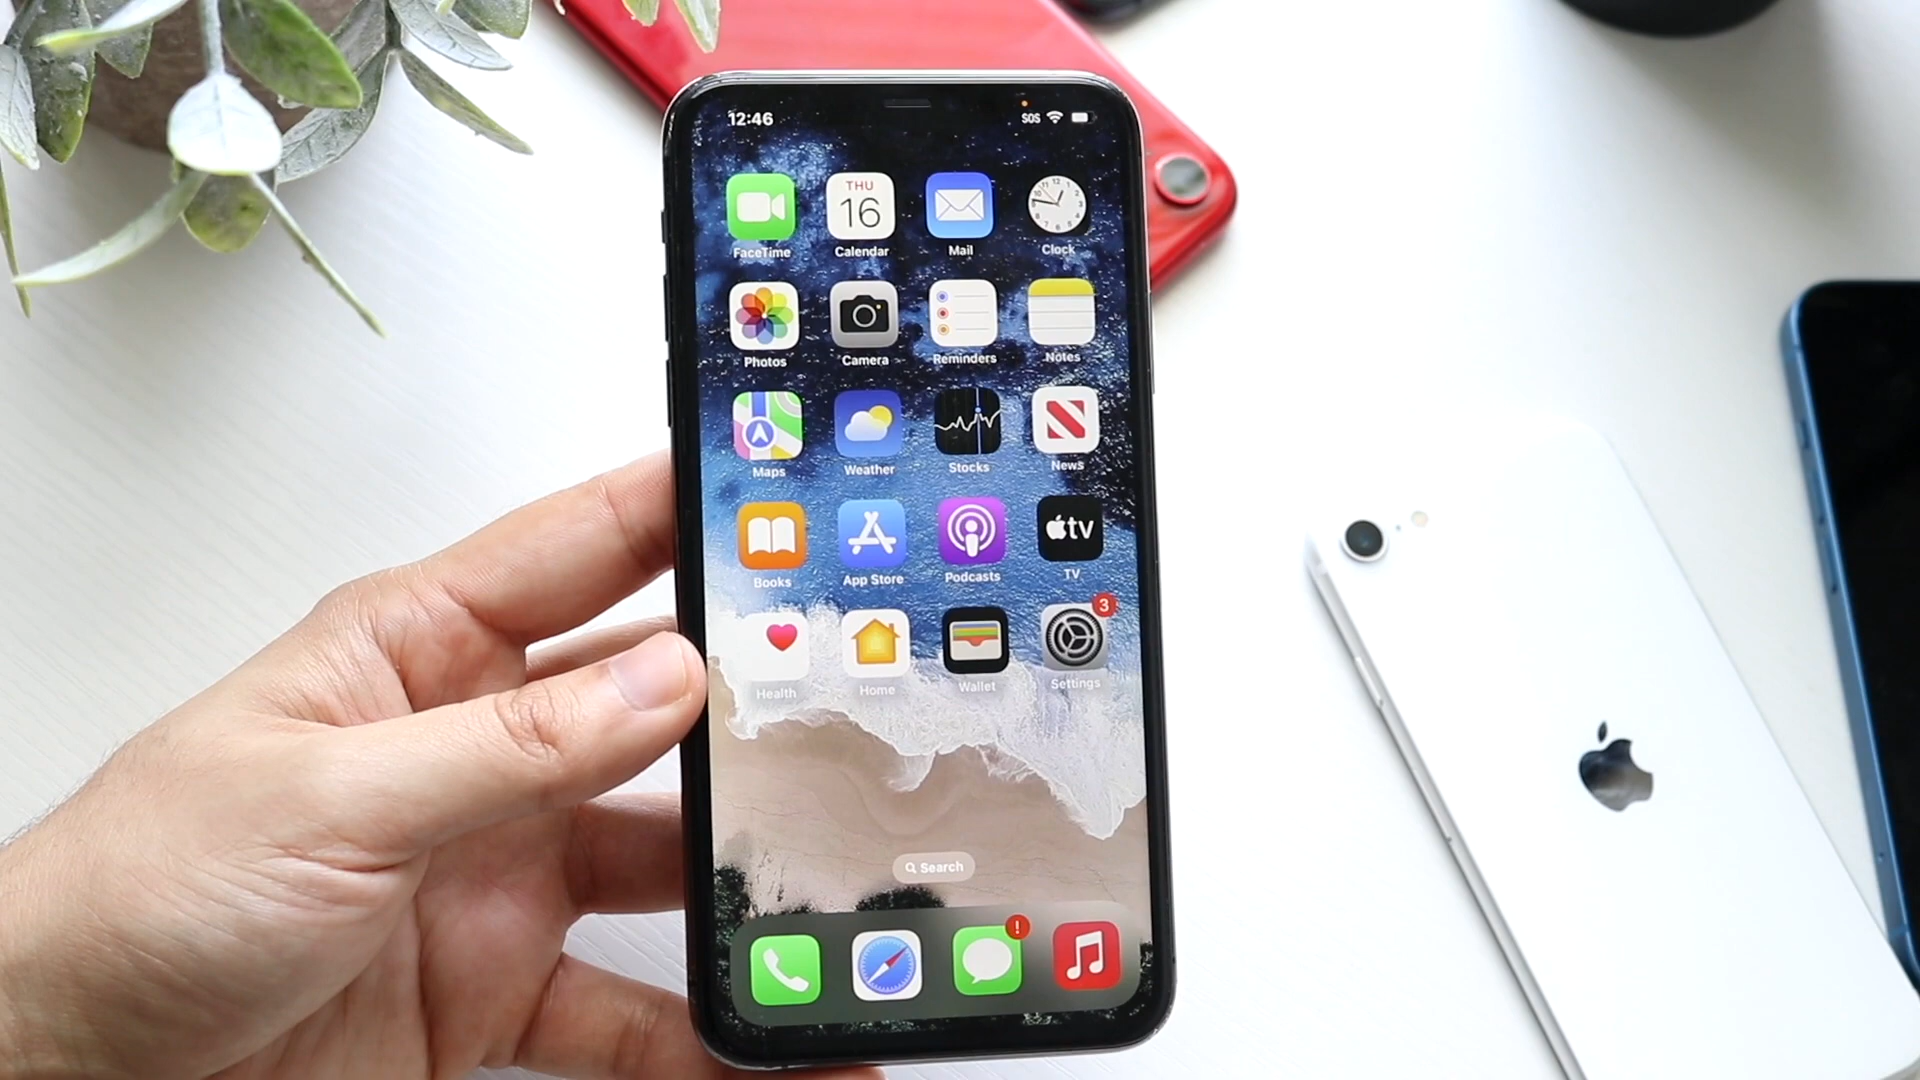 12:46 SOS
THU
16
FaceTime Calendar Mail Clock
Photos Camera Reminders Notes
Maps Weather Stocks News
tv
Books App Store Podcasts TV
3
Health Home Wallet Settings
Search
!